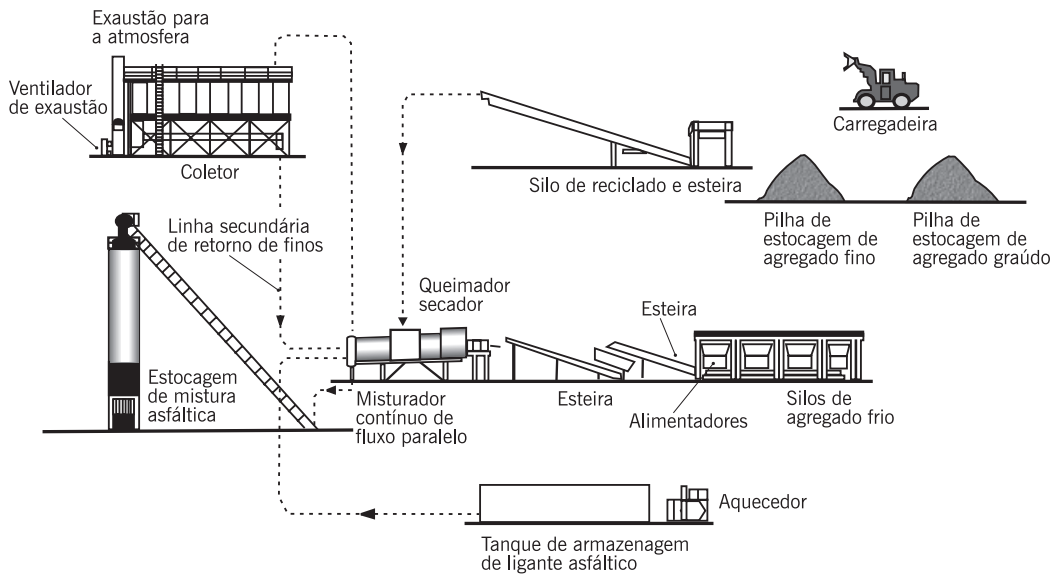 Exaustão para
a atmosfera
Ventilador
de exaustão
Coletor
Carregadeira
Silo de reciclado e esteira
Pilha de
estocagem de
agregado fino
Pilha de
estocagem de
agregado graúdo
Linha secundária
de retorno de finos
Queimador
secador
Esteira
Estocagem
de mistura
asfáltica
Misturador
contínuo de
fluxo paralelo
Esteira
Alimentadores
Silos de
agregado frio
Aquecedor
Tanque de armazenagem
de ligante asfáltico